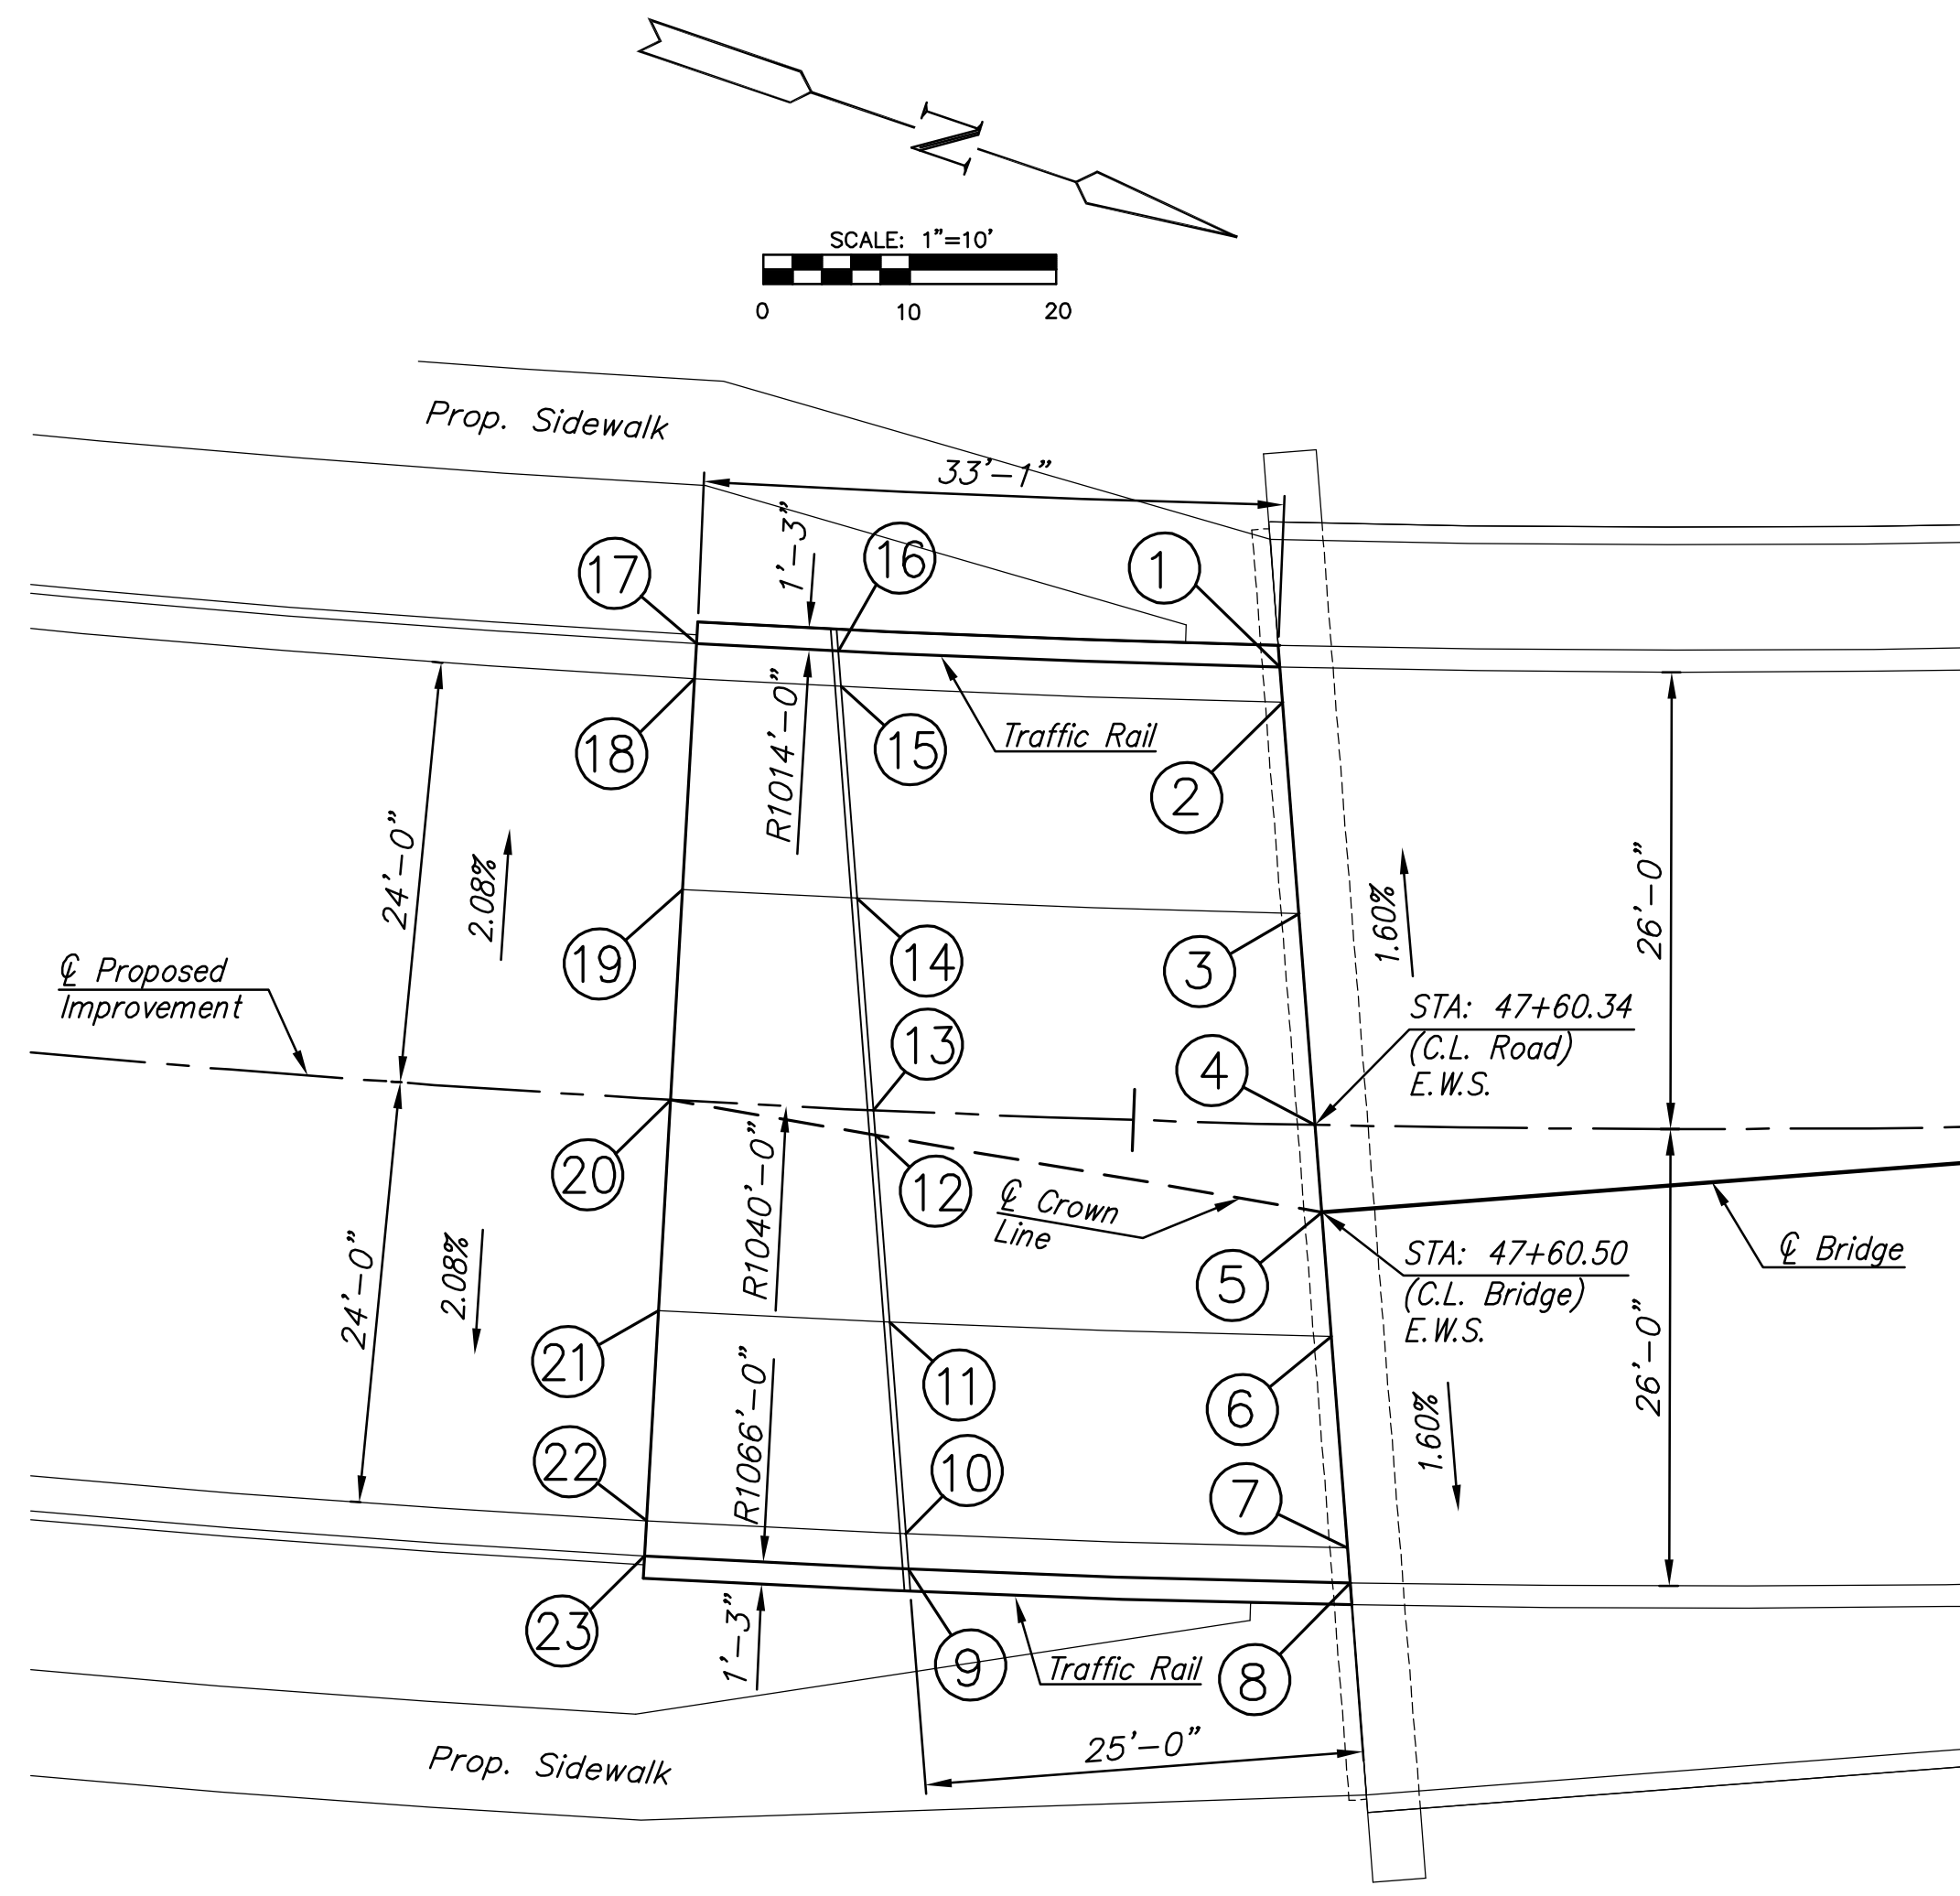 N
SCALE: 1"=10'
0 10 20
Prop. Sidewalk
33'-1"
1'-3"
17
16
1
R1014'-0"
Traffic Rail
18
15
2
24'-0"
2.08%
26'-0"
1.60%
19
14
3
℄ Proposed
Improvement
STA: 47+60.34
(C.L. Road)
E.W.S.
13
4
20
12
℄ Crown
Line
R1040'-0"
24'-0"
2.08%
5
STA: 47+60.50
(C.L. Bridge)
E.W.S.
℄ Bridge
26'-0"
21
11
6
1.60%
R1066'-0"
22
10
7
23
1'-3"
9
Traffic Rail
8
25'-0"
Prop. Sidewalk